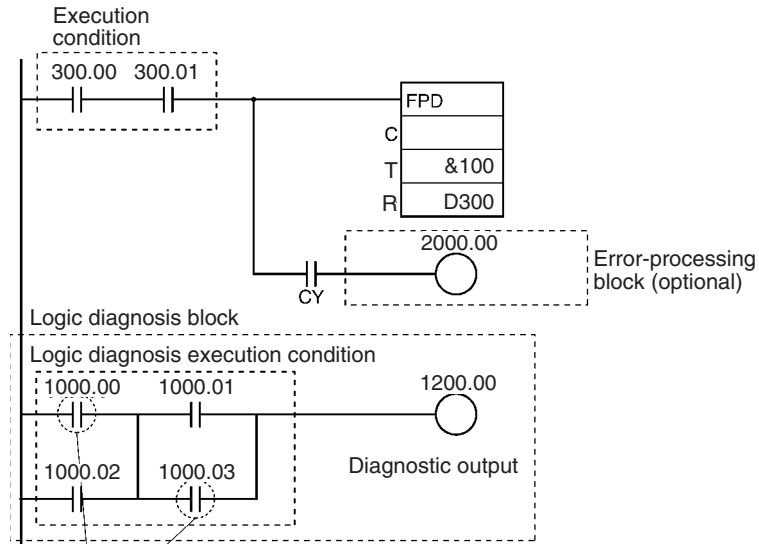 Execution
condition
300.00 300.01
FPD
C
T &100
R D300
2000.00
CY
Error-processing
block (optional)
Logic diagnosis block
Logic diagnosis execution condition
1000.00 1000.01 1200.00
1000.02 1000.03 Diagnostic output